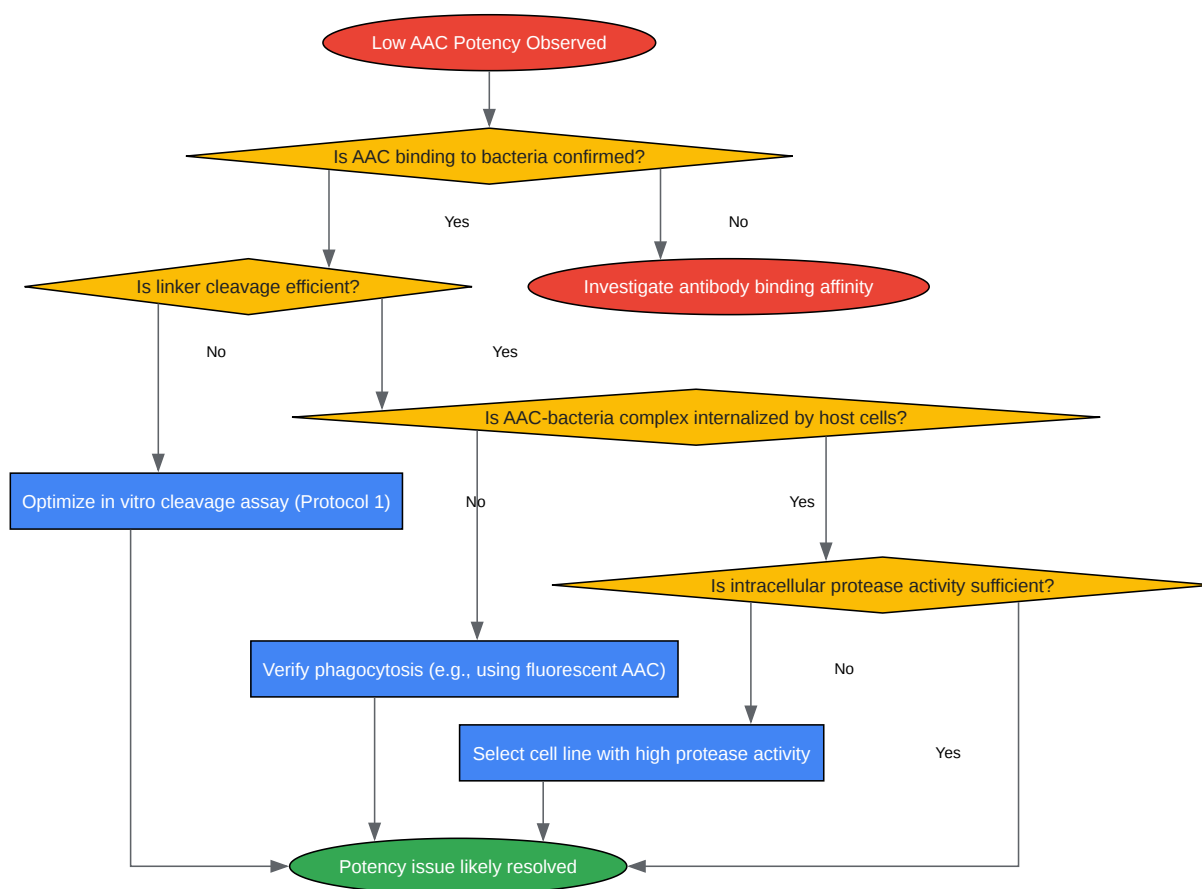 Low AAC Potency Observed
Is AAC binding to bacteria confirmed?
Yes
No
Is linker cleavage efficient?
Investigate antibody binding affinity
No
Yes
Is AAC-bacteria complex internalized by host cells?
Optimize in vitro cleavage assay (Protocol 1)
No
Yes
Is intracellular protease activity sufficient?
Verify phagocytosis (e.g., using fluorescent AAC)
No
Select cell line with high protease activity
Yes
Potency issue likely resolved